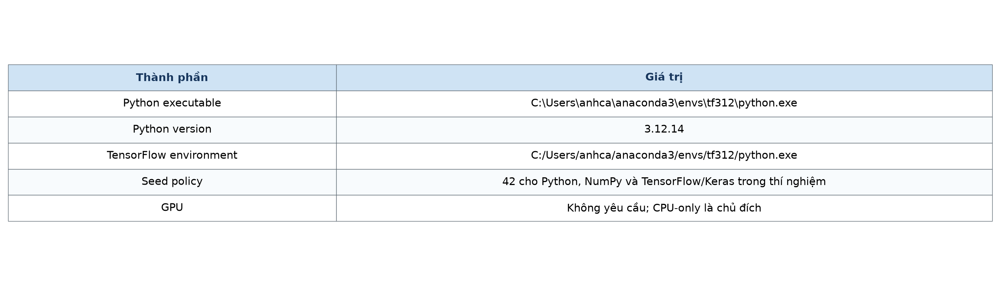 Thành phần Giá trị
Python executable C:\Users\anhca\anaconda3\envs\tf312\python.exe
Python version 3.12.14
TensorFlow environment C:/Users/anhca/anaconda3/envs/tf312/python.exe
Seed policy 42 cho Python, NumPy và TensorFlow/Keras trong thí nghiệm
GPU Không yêu cầu; CPU-only là chủ đích